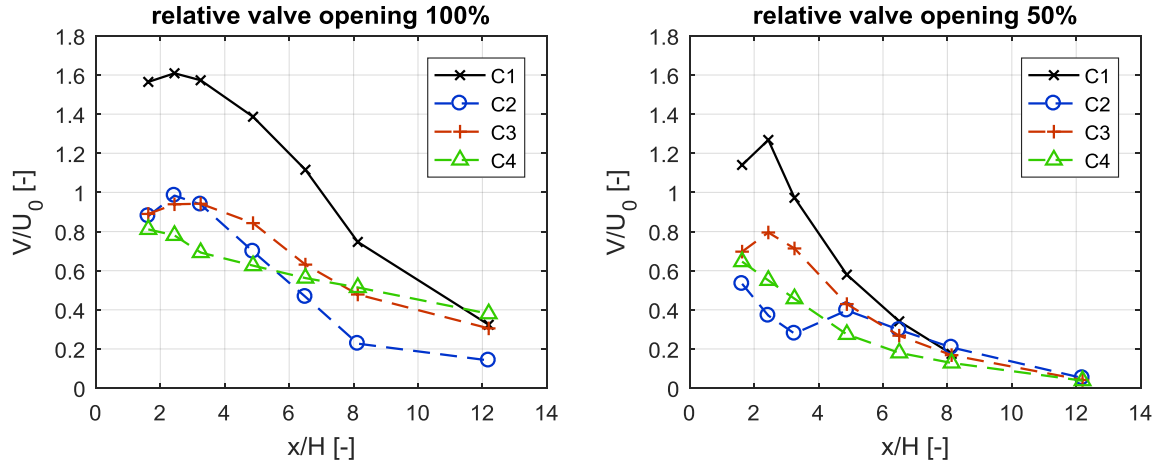 relative valve opening 100%
1.8
1.6
1.4
1.2
1
0.8
0.6
0.4
0.2
0
V/U0 [-]
0 2 4 6 8 10 12 14
x/H [-]
C1
C2
C3
C4
relative valve opening 50%
1.8
1.6
1.4
1.2
1
0.8
0.6
0.4
0.2
0
V/U0 [-]
0 2 4 6 8 10 12 14
x/H [-]
C1
C2
C3
C4